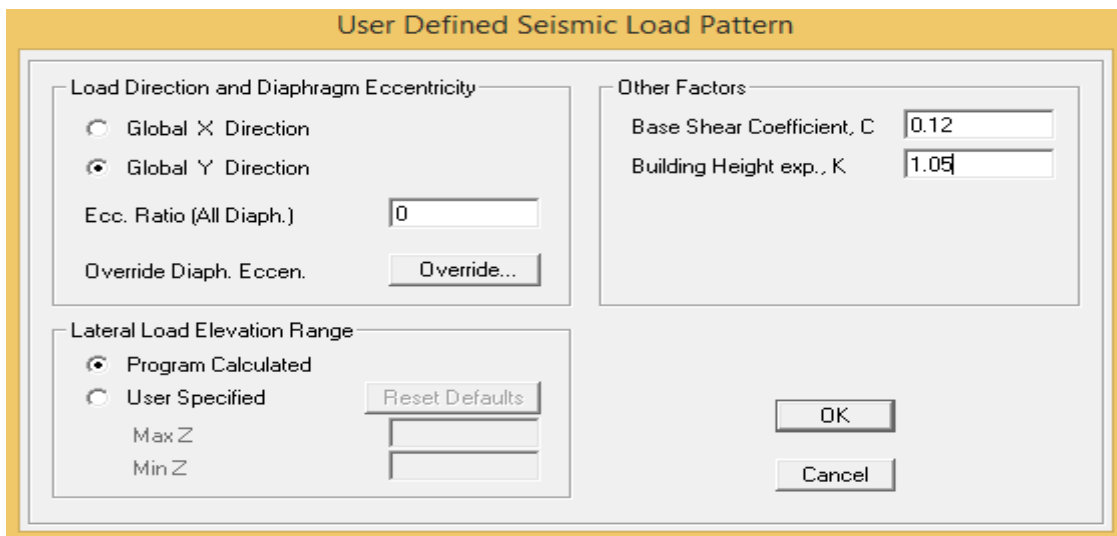 User Defined Seismic Load Pattern
Load Direction and Diaphragm Eccentricity
Global X Direction
Global Y Direction
Ecc. Ratio (All Diaph.) 0
Override Diaph. Eccen. Override...
Other Factors
Base Shear Coefficient, C 0.12
Building Height exp., K 1.05
Lateral Load Elevation Range
Program Calculated
User Specified Reset Defaults
Max Z
Min Z
OK
Cancel